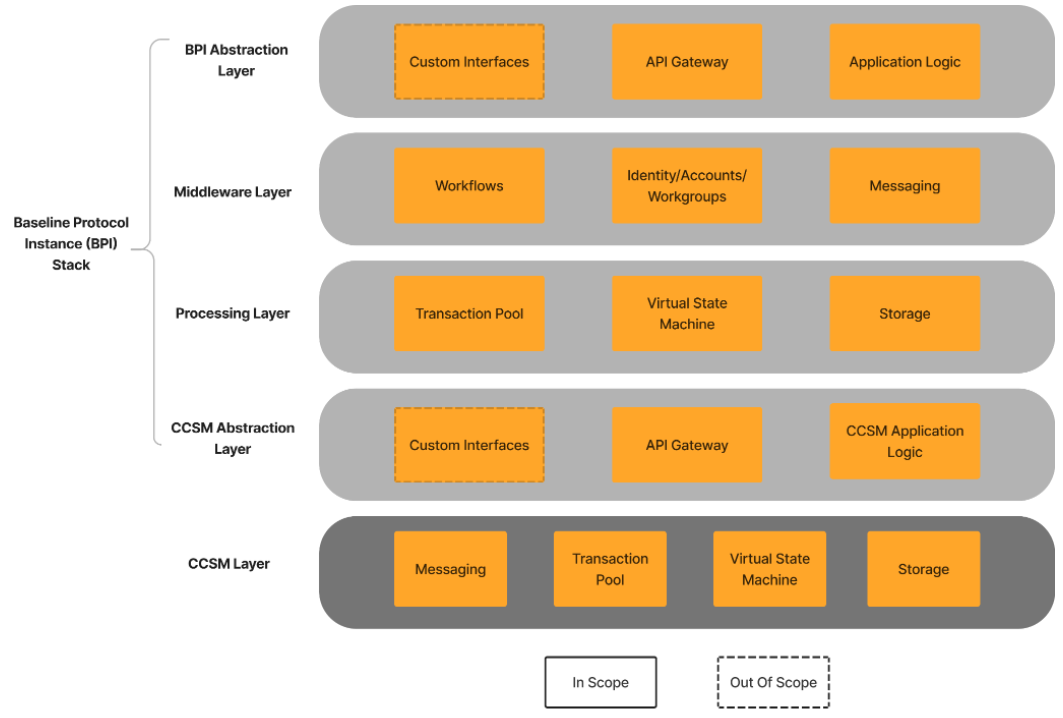 BPI Abstraction
Layer
Custom Interfaces
API Gateway
Application Logic
Middleware Layer
Workflows
Identity/Accounts/
Workgroups
Messaging
Baseline Protocol
Instance (BPI)
Stack
Processing Layer
Transaction Pool
Virtual State
Machine
Storage
CCSM Abstraction
Layer
Custom Interfaces
API Gateway
CCSM Application
Logic
CCSM Layer
Messaging
Transaction
Pool
Virtual State
Machine
Storage
In Scope
Out Of Scope